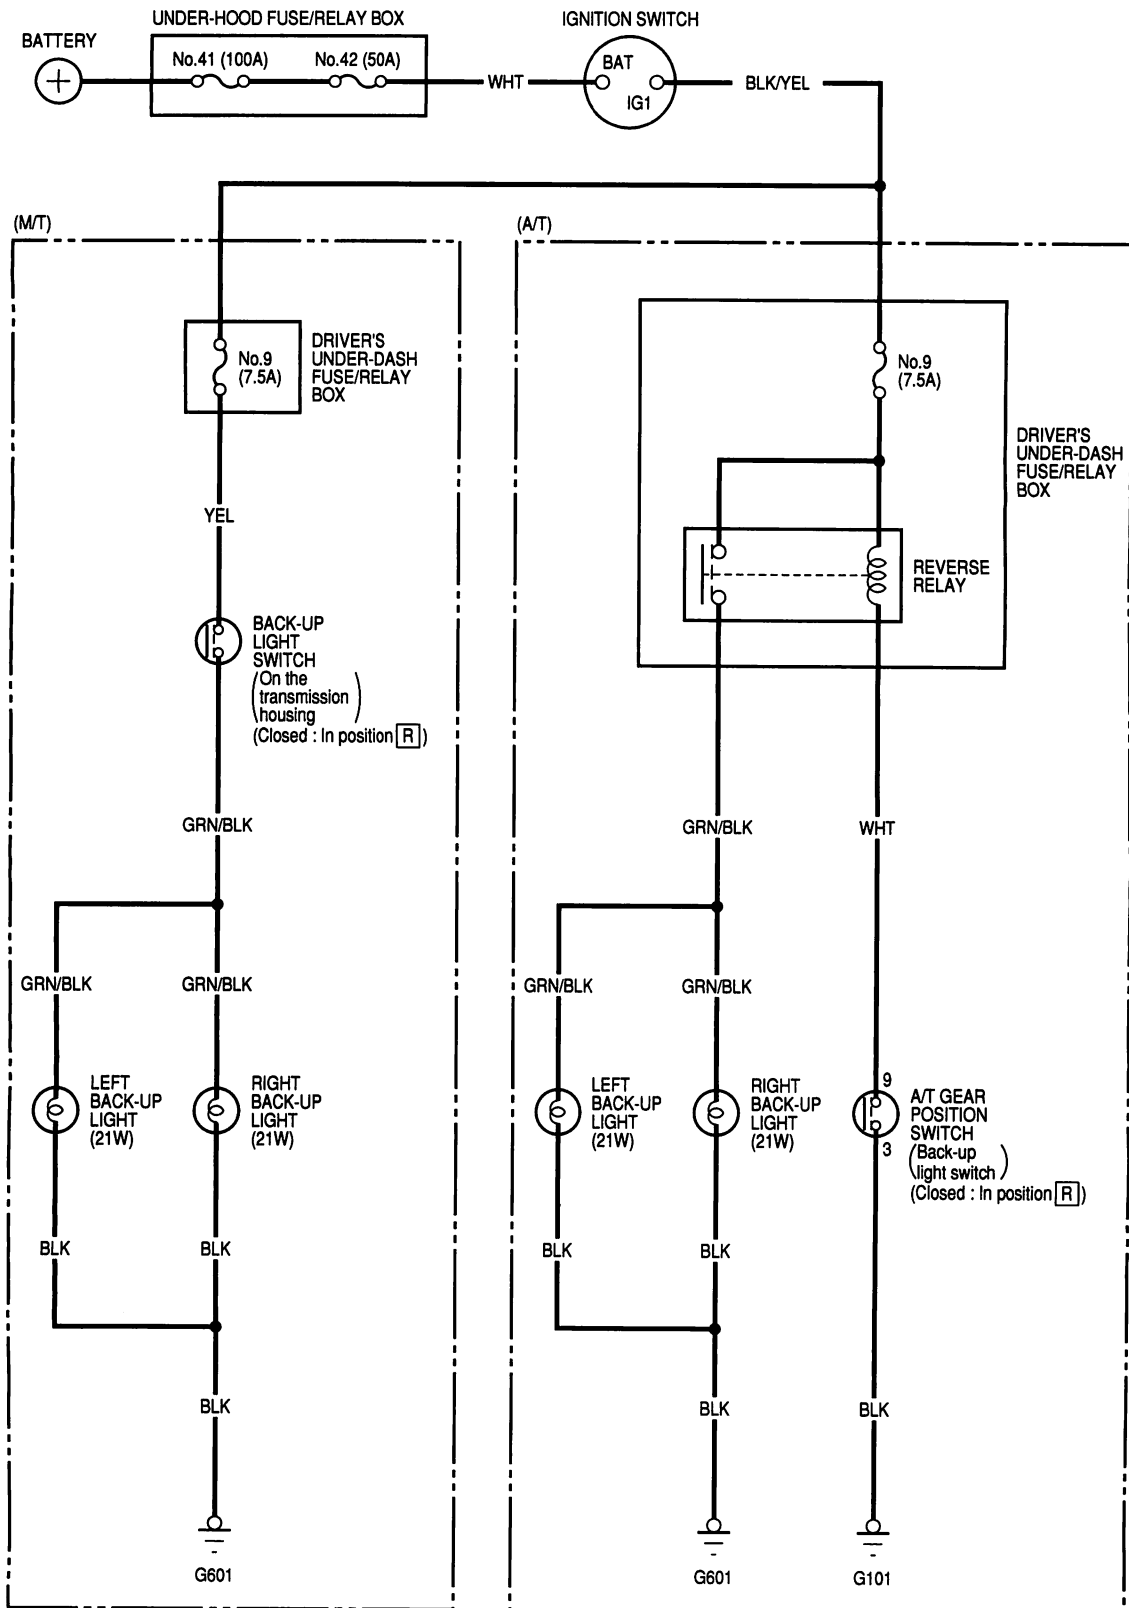 UNDER-HOOD FUSE/RELAY BOX
IGNITION SWITCH
BATTERY
No.41 (100A)
No.42 (50A)
BAT
WHT
IG1
BLK/YEL
(M/T)
No.9
(7.5A)
DRIVER'S
UNDER-DASH
FUSE/RELAY
BOX
YEL
BACK-UP
LIGHT
SWITCH
(On the
transmission
housing)
(Closed : In position R)
GRN/BLK
GRN/BLK
GRN/BLK
LEFT
BACK-UP
LIGHT
(21W)
RIGHT
BACK-UP
LIGHT
(21W)
BLK
BLK
BLK
G601
(A/T)
No.9
(7.5A)
DRIVER'S
UNDER-DASH
FUSE/RELAY
BOX
REVERSE
RELAY
GRN/BLK
WHT
GRN/BLK
GRN/BLK
LEFT
BACK-UP
LIGHT
(21W)
RIGHT
BACK-UP
LIGHT
(21W)
9
3
A/T GEAR
POSITION
SWITCH
(Back-up
light switch)
(Closed : In position R)
BLK
BLK
BLK
BLK
G601
G101